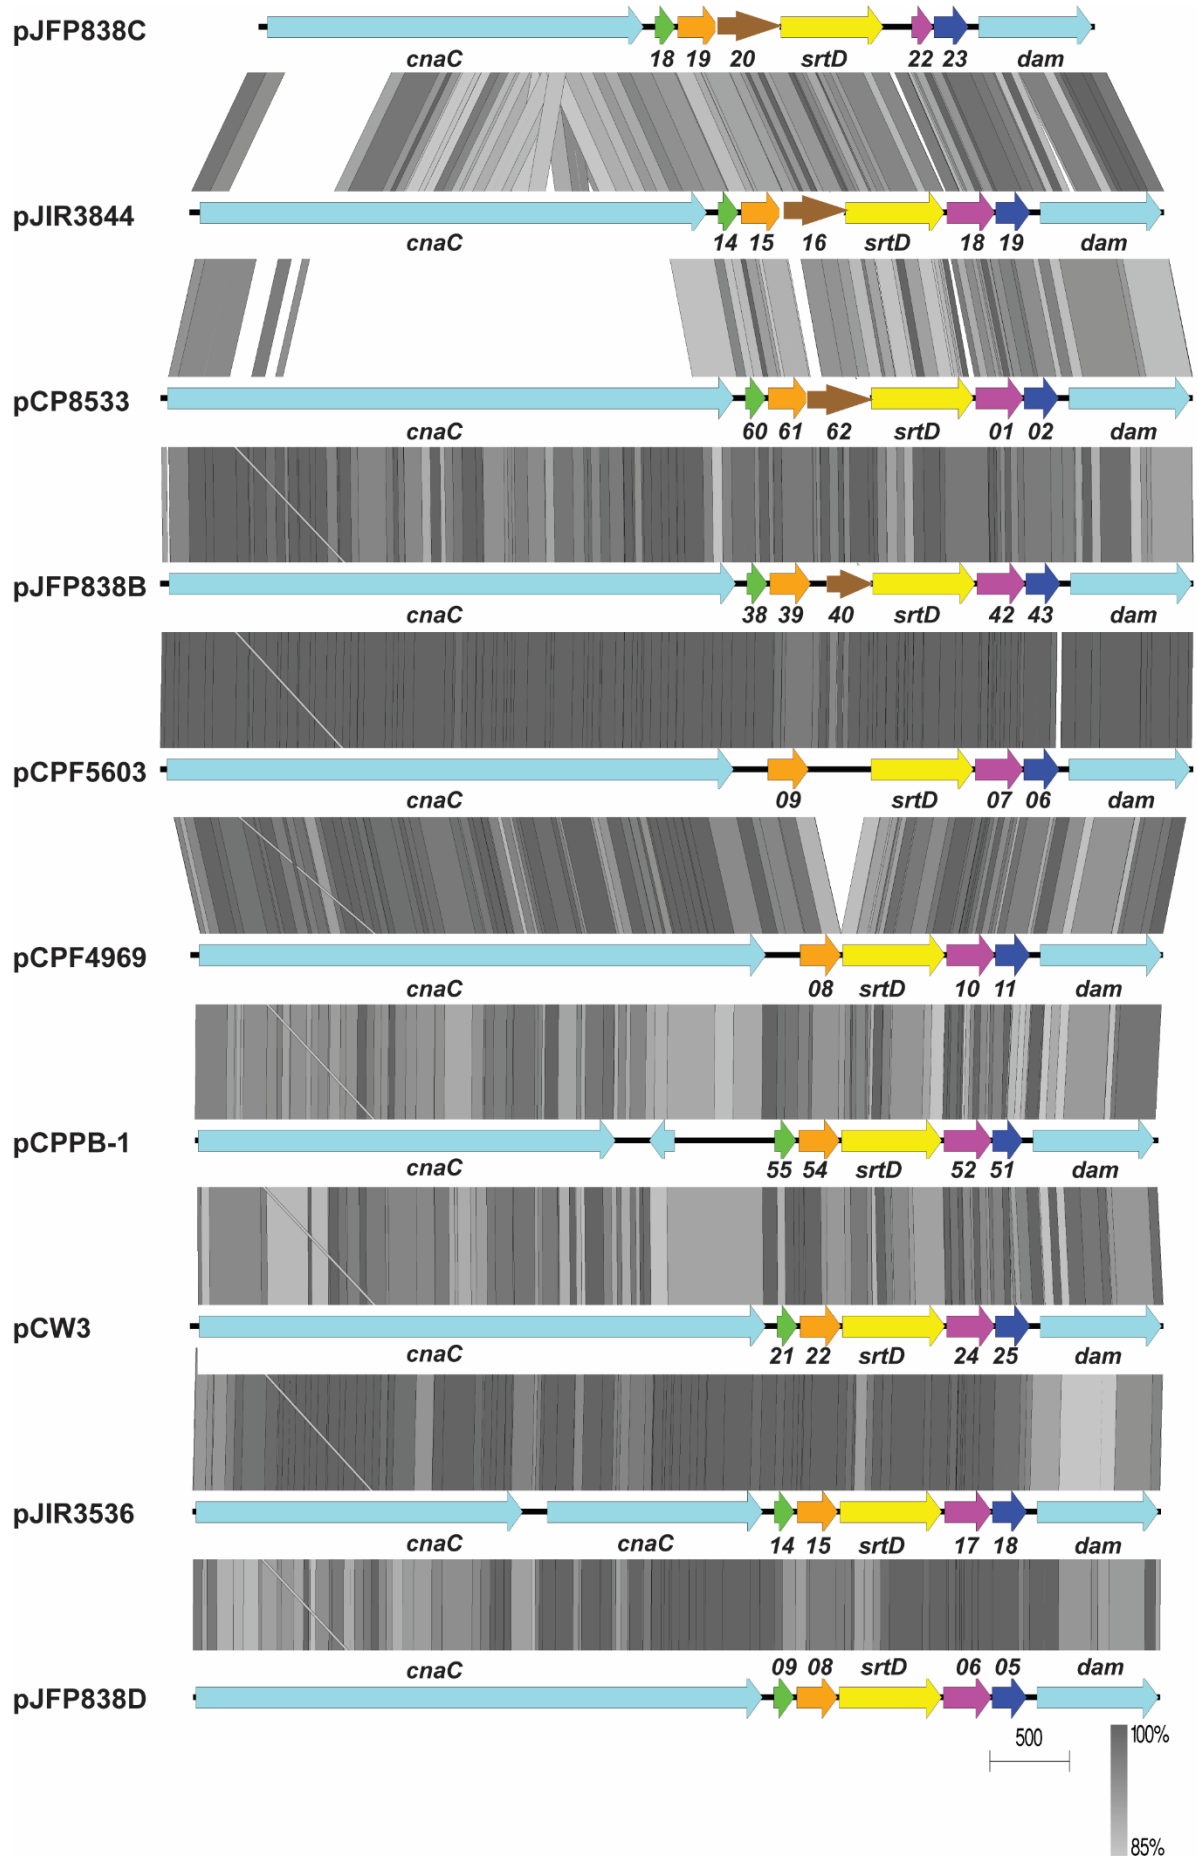 pJFP838C
cnaC 18 19 20 srtD 22 23 dam
pJIR3844
cnaC 14 15 16 srtD 18 19 dam
pCP8533
cnaC 60 61 62 srtD 01 02 dam
pJFP838B
cnaC 38 39 40 srtD 42 43 dam
pCPF5603
cnaC 09 srtD 07 06 dam
pCPF4969
cnaC 08 srtD 10 11 dam
pCPPB-1
cnaC 55 54 srtD 52 51 dam
pCW3
cnaC 21 22 srtD 24 25 dam
pJIR3536
cnaC cnaC 14 15 srtD 17 18 dam
cnaC 09 08 srtD 06 05 dam
pJFP838D
500 100%
85%